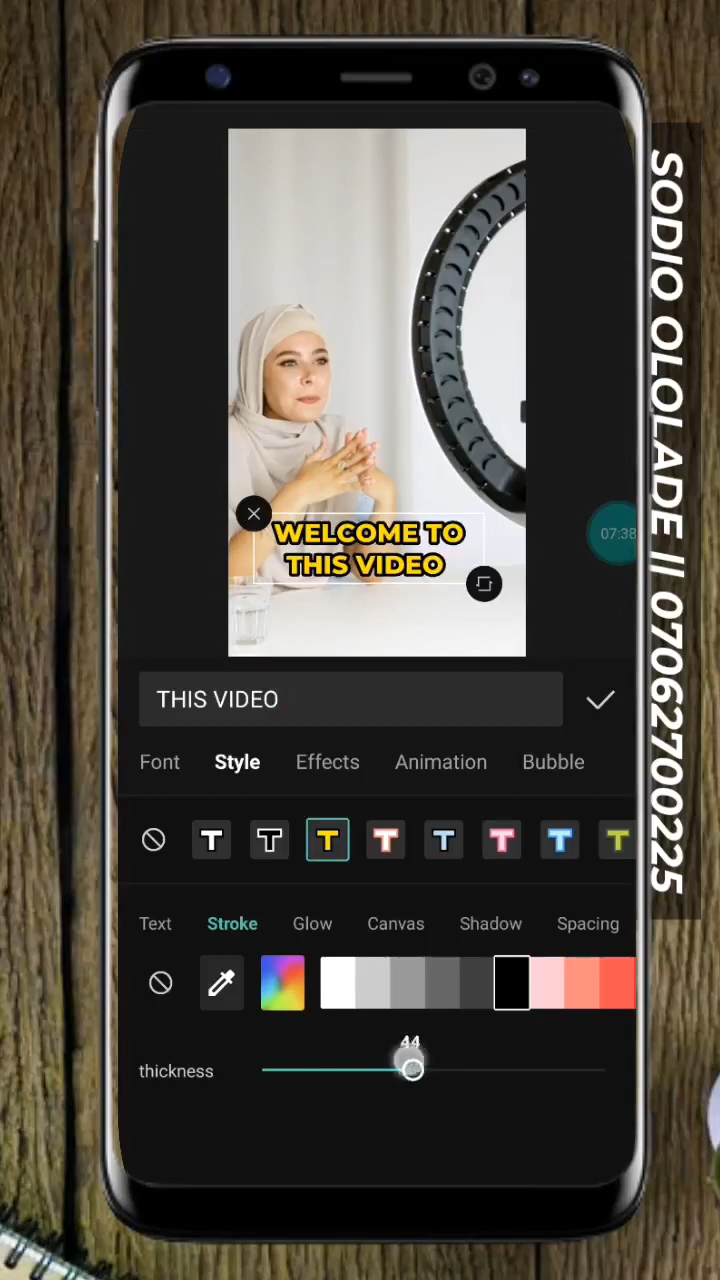 WELCOME TO
THIS VIDEO
07:38
THIS VIDEO
Font Style Effects Animation Bubble
T T T T T T T T
Text Stroke Glow Canvas Shadow Spacing
44
thickness
SODIQ OLOLADE || 07062700225